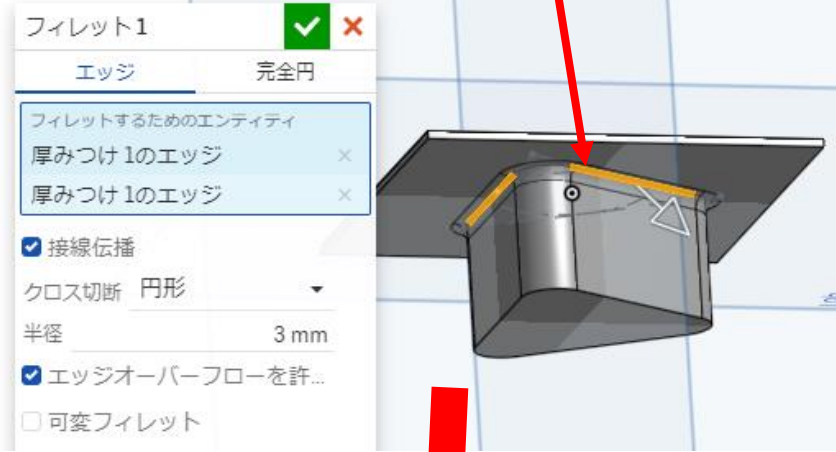 フィレット1
エッジ 完全円
フィレットするためのエンティティ
厚みつけ 1のエッジ
厚みつけ 1のエッジ
接線伝播
クロス切断 円形
半径 3 mm
エッジオーバーフローを許...
可変フィレット